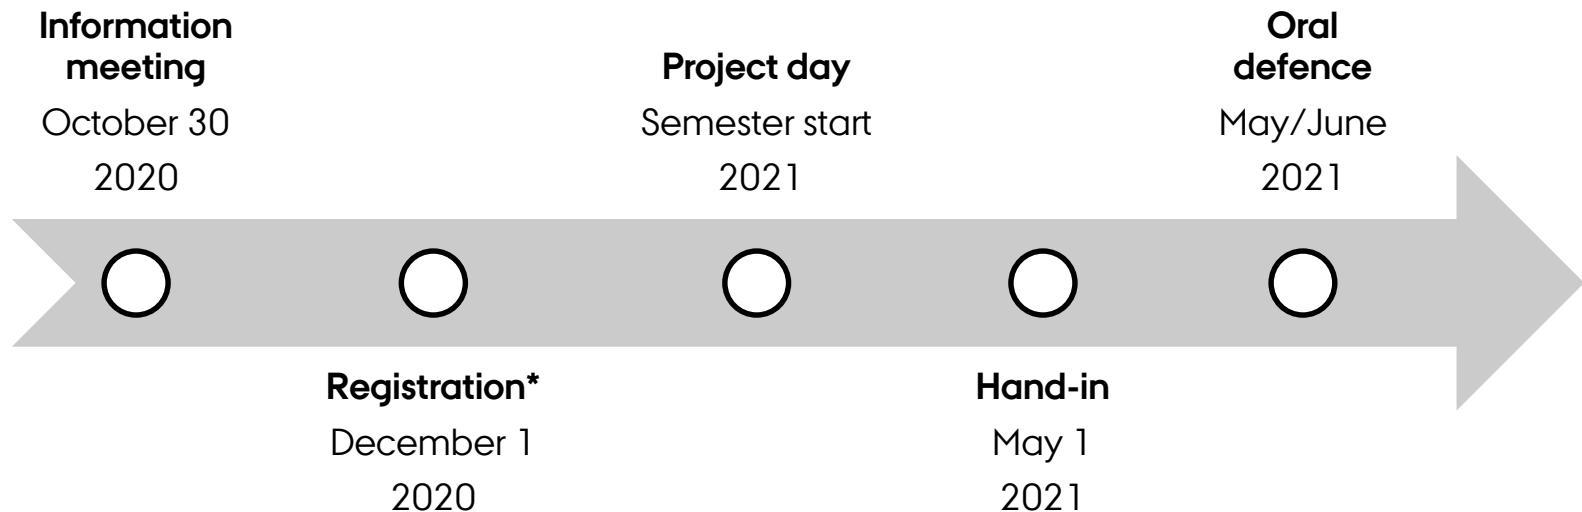 Information
meeting
October 30
2020
Registration*
December 1
2020
Project day
Semester start
2021
Hand-in
May 1
2021
Oral
defence
May/June
2021